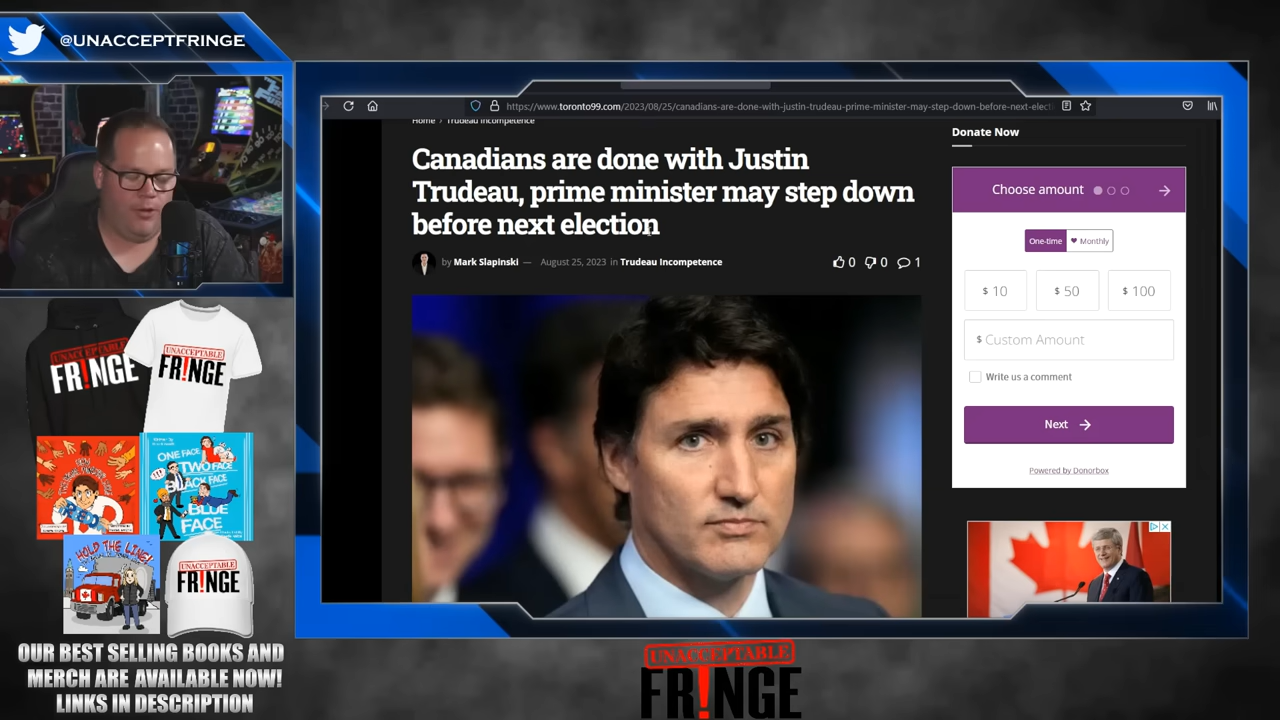 @UNACCEPTFRINGE
https://www.toronto99.com/2023/08/25/canadians-are-done-with-justin-trudeau-prime-minister-may-step-down-before-next-elect
Home > Trudeau Incompetence
Canadians are done with Justin
Trudeau, prime minister may step down
before next election
by Mark Slapinski — August 25, 2023 in Trudeau Incompetence
0 0 1
Donate Now
Choose amount
One-time Monthly
$ 10 $ 50 $ 100
$ Custom Amount
Write us a comment
Next
Powered by Donorbox
UNACCEPTABLE
FR!NGE
UNACCEPTABLE
FR!NGE
ONE FACE
TWO FACE
BLACK FACE
BLUE
FACE
HOLD THE LINE!
UNACCEPTABLE
FR!NGE
OUR BEST SELLING BOOKS AND
MERCH ARE AVAILABLE NOW!
LINKS IN DESCRIPTION
UNACCEPTABLE
FR!NGE